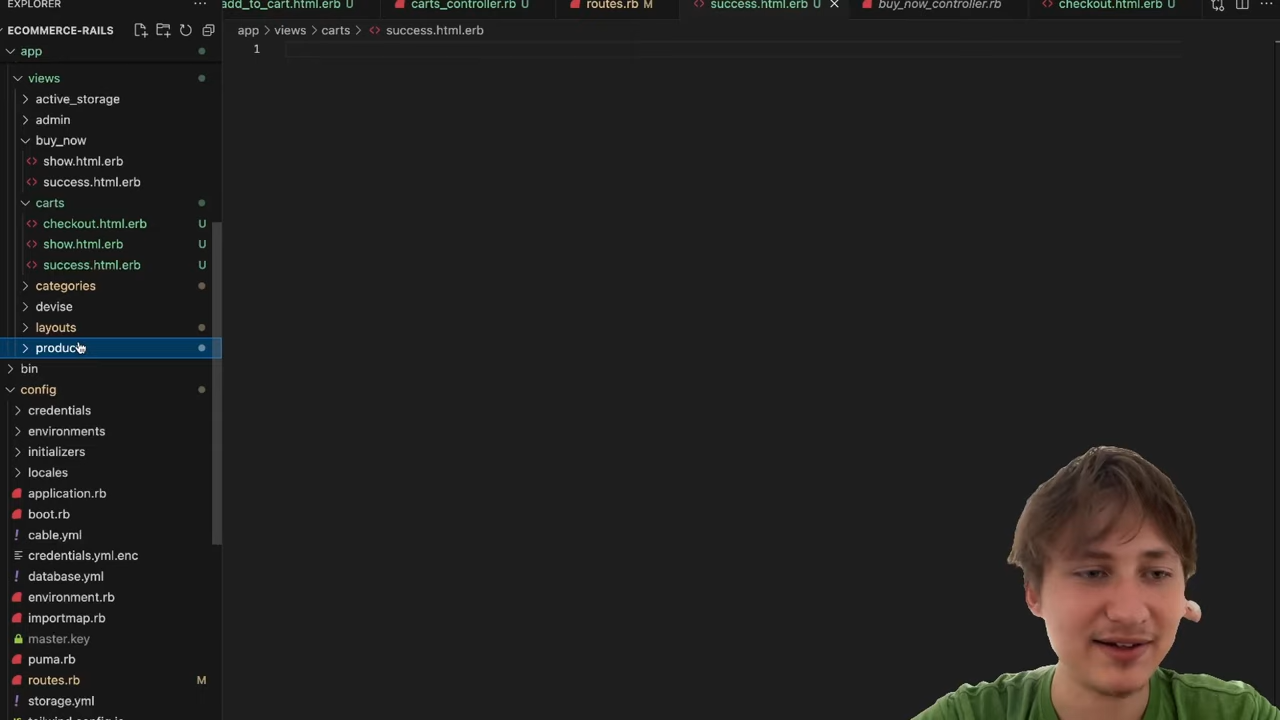 EXPLORER
add_to_cart.html.erb U
carts_controller.rb U
routes.rb M
success.html.erb U
buy_now_controller.rb
checkout.html.erb U
ECOMMERCE-RAILS
app > views > carts > success.html.erb
app
1
views
active_storage
admin
buy_now
show.html.erb
success.html.erb
carts
checkout.html.erb U
show.html.erb U
success.html.erb U
categories
devise
layouts
bin
config
credentials
environments
initializers
locales
application.rb
boot.rb
cable.yml
credentials.yml.enc
database.yml
environment.rb
importmap.rb
master.key
puma.rb
routes.rb M
storage.yml